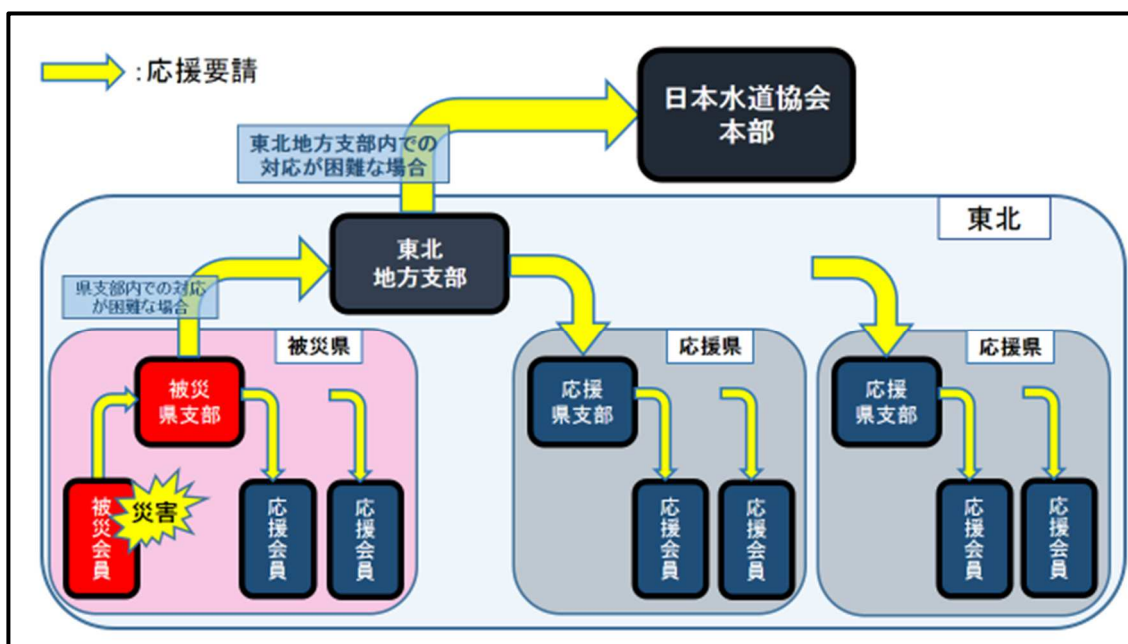 ：応援要請
日本水道協会
本部
東北地方支部内での
対応が困難な場合
東北
東北
地方支部
県支部内での対応
が困難な場合
被災県
応援県
応援県
被災
県支部
応援
県支部
応援
県支部
被災会員
災害
応援会員
応援会員
応援会員
応援会員
応援会員
応援会員